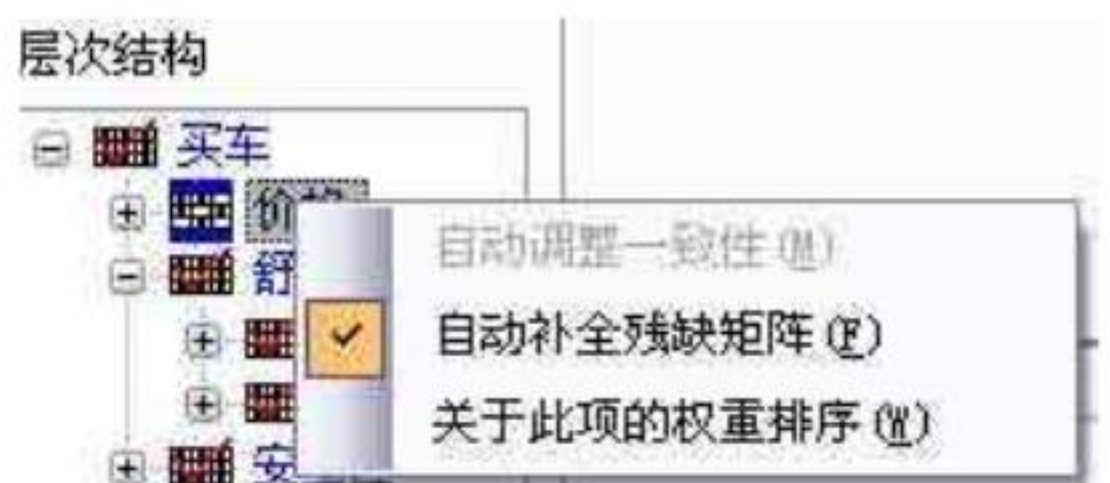 层次结构
买车
价格
自动调整一致性(M)
舒
自动补全残缺矩阵(F)
关于此项的权重排序(W)
安